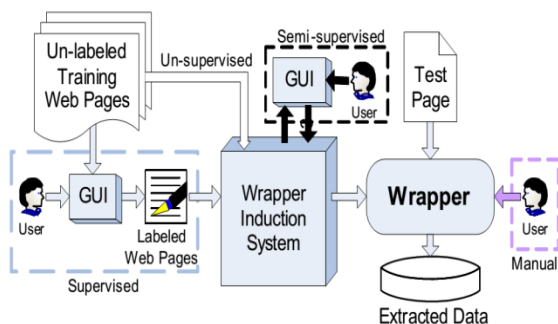 Un-labeled
Training
Web Pages
Un-supervised
Semi-supervised
GUI
User
Test
Page
User
GUI
Labeled
Web Pages
Supervised
Wrapper
Induction
System
Wrapper
User
Manual
Extracted Data